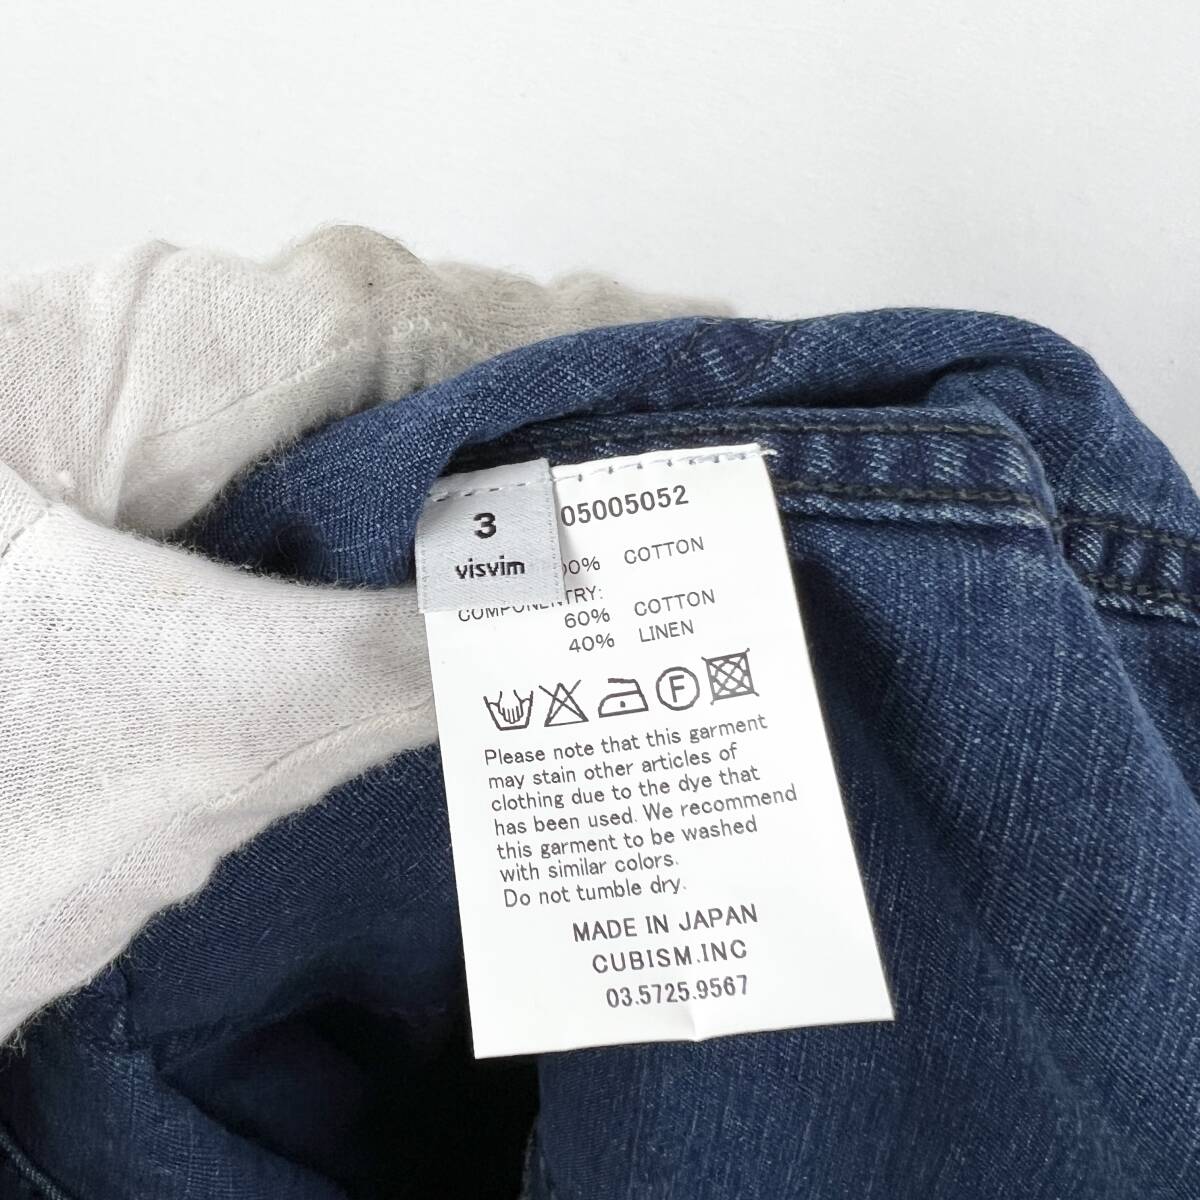 3
visvim
05005052
00% COTTON
COMPONENTRY:
60% COTTON
40% LINEN
F
Please note that this garment
may stain other articles of
clothing due to the dye that
has been used. We recommend
this garment to be washed
with similar colors.
Do not tumble dry.
MADE IN JAPAN
CUBISM.INC
03.5725.9567